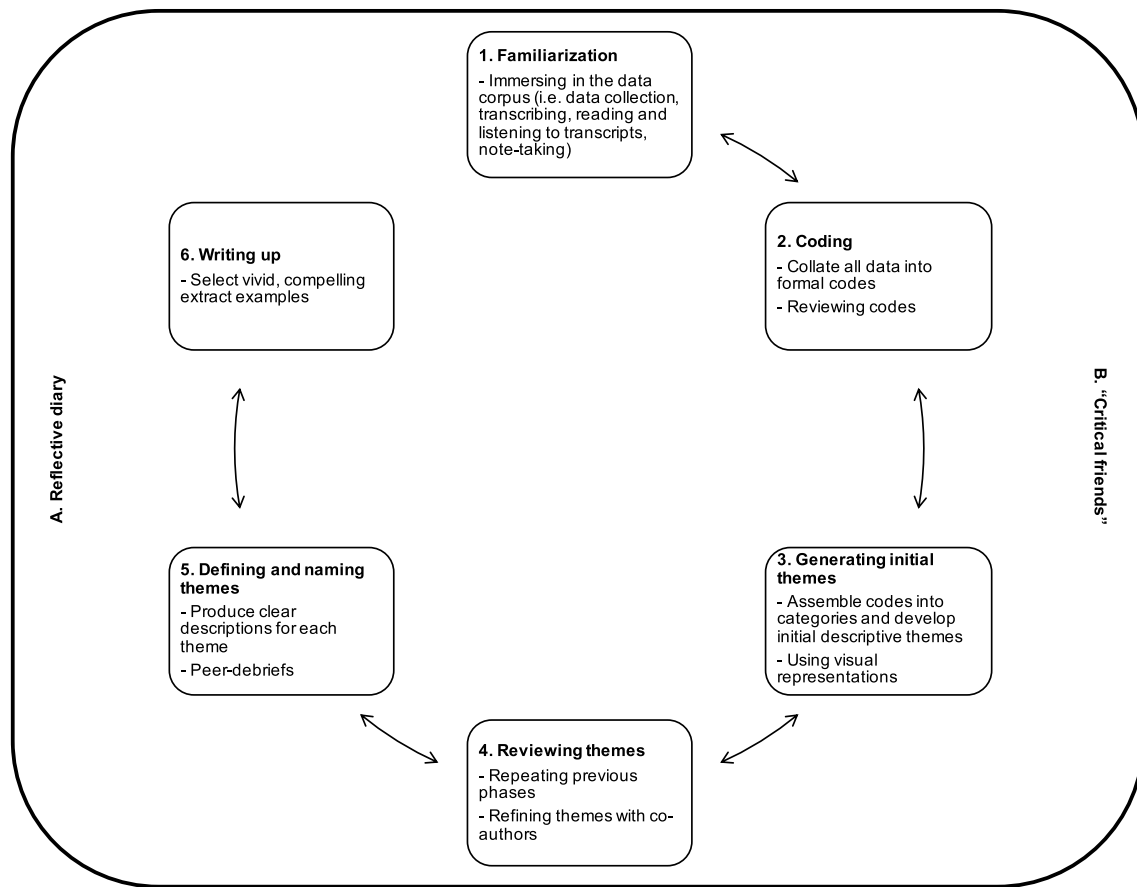 1. Familiarization
- Immersing in the data
corpus (i.e. data collection,
transcribing, reading and
listening to transcripts,
note-taking)
2. Coding
- Collate all data into
formal codes
- Reviewing codes
3. Generating initial
themes
- Assemble codes into
categories and develop
initial descriptive themes
- Using visual
representations
4. Reviewing themes
- Repeating previous
phases
- Refining themes with co-
authors
5. Defining and naming
themes
- Produce clear
descriptions for each
theme
- Peer-debriefs
6. Writing up
- Select vivid, compelling
extract examples
A. Reflective diary
B. “Critical friends”